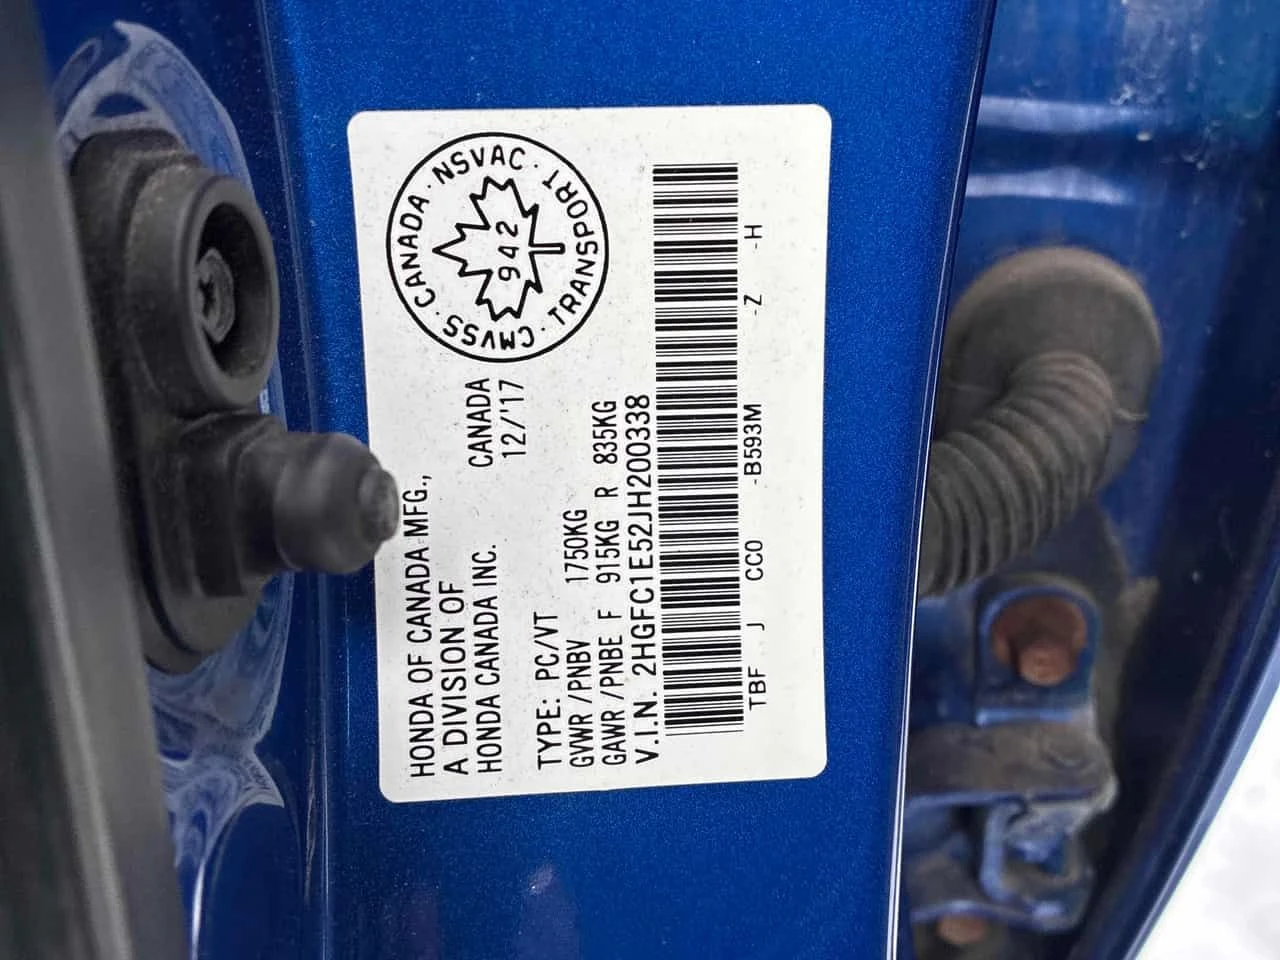 HONDA OF CANADA MFG.,
A DIVISION OF
HONDA CANADA INC. CANADA
12/'17
TYPE: PC/VT
GVWR /PNBV 1750KG
GAWR /PNBE F 915KG R 835KG
V.I.N. 2HGFC1E52JH200338
TBF J CC0 -B593M -Z -H
CANADA · NSVAC · TRANSPORT · CMVSS ·
942